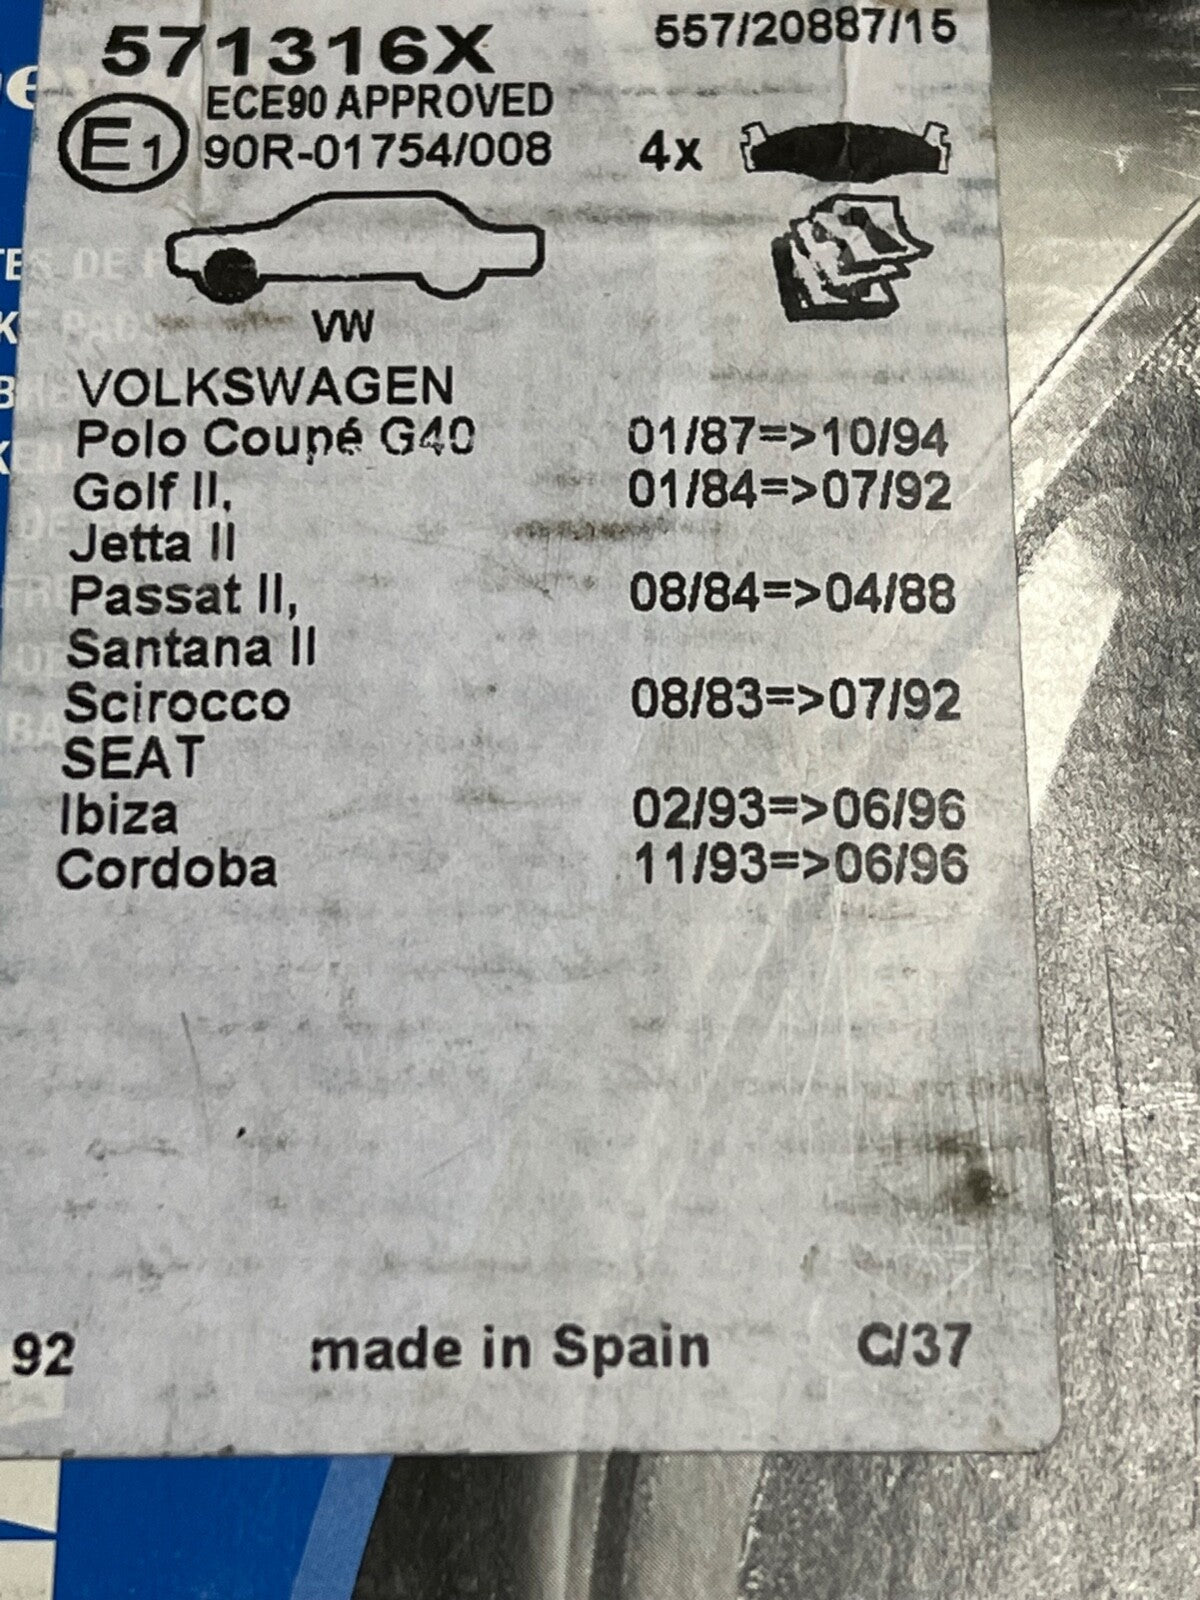 571316X 557/20887/15
E1 ECE90 APPROVED
90R-01754/008 4x
VW
VOLKSWAGEN
Polo Coupé G40 01/87=>10/94
Golf II, 01/84=>07/92
Jetta II
Passat II, 08/84=>04/88
Santana II
Scirocco 08/83=>07/92
SEAT
Ibiza 02/93=>06/96
Cordoba 11/93=>06/96
92 made in Spain C/37